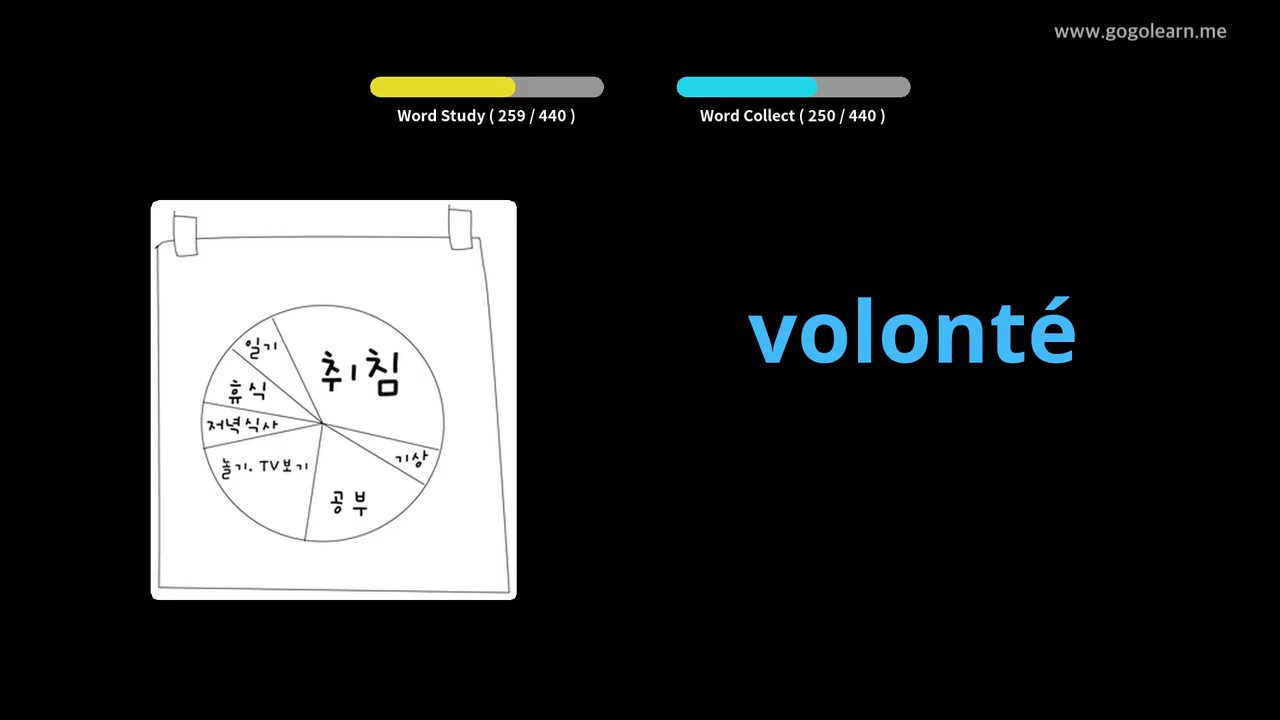 www.gogolearn.me
Word Study ( 259 / 440 )
Word Collect ( 250 / 440 )
일기
취침
휴식
저녁식사
놀기. TV보기
기상
공부
volonté